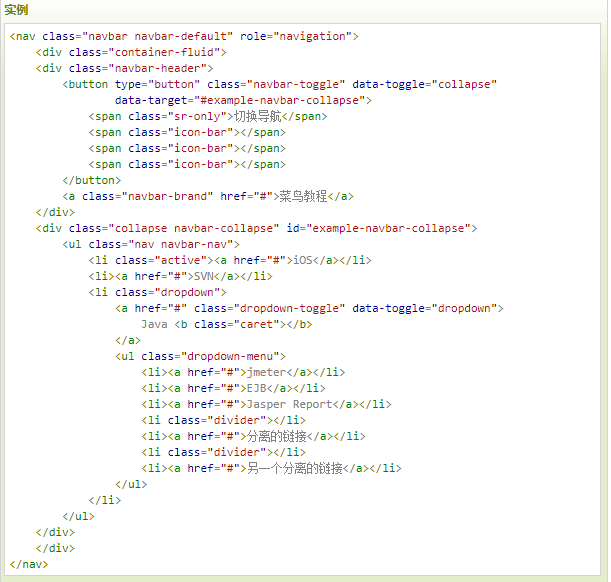 实例
<nav class="navbar navbar-default" role="navigation">
    <div class="container-fluid">
    <div class="navbar-header">
        <button type="button" class="navbar-toggle" data-toggle="collapse"
                data-target="#example-navbar-collapse">
            <span class="sr-only">切换导航</span>
            <span class="icon-bar"></span>
            <span class="icon-bar"></span>
            <span class="icon-bar"></span>
        </button>
        <a class="navbar-brand" href="#">菜鸟教程</a>
    </div>
    <div class="collapse navbar-collapse" id="example-navbar-collapse">
        <ul class="nav navbar-nav">
            <li class="active"><a href="#">iOS</a></li>
            <li><a href="#">SVN</a></li>
            <li class="dropdown">
                <a href="#" class="dropdown-toggle" data-toggle="dropdown">
                    Java <b class="caret"></b>
                </a>
                <ul class="dropdown-menu">
                    <li><a href="#">jmeter</a></li>
                    <li><a href="#">EJB</a></li>
                    <li><a href="#">Jasper Report</a></li>
                    <li class="divider"></li>
                    <li><a href="#">分离的链接</a></li>
                    <li class="divider"></li>
                    <li><a href="#">另一个分离的链接</a></li>
                </ul>
            </li>
        </ul>
    </div>
    </div>
</nav>